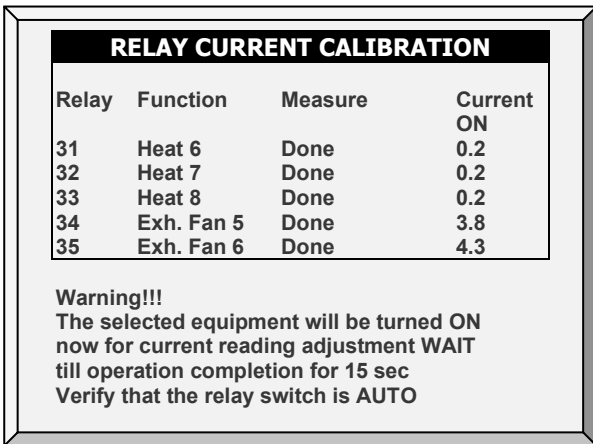 RELAY CURRENT CALIBRATION
Relay Function Measure Current
ON
31 Heat 6 Done 0.2
32 Heat 7 Done 0.2
33 Heat 8 Done 0.2
34 Exh. Fan 5 Done 3.8
35 Exh. Fan 6 Done 4.3
Warning!!!
The selected equipment will be turned ON
now for current reading adjustment WAIT
till operation completion for 15 sec
Verify that the relay switch is AUTO